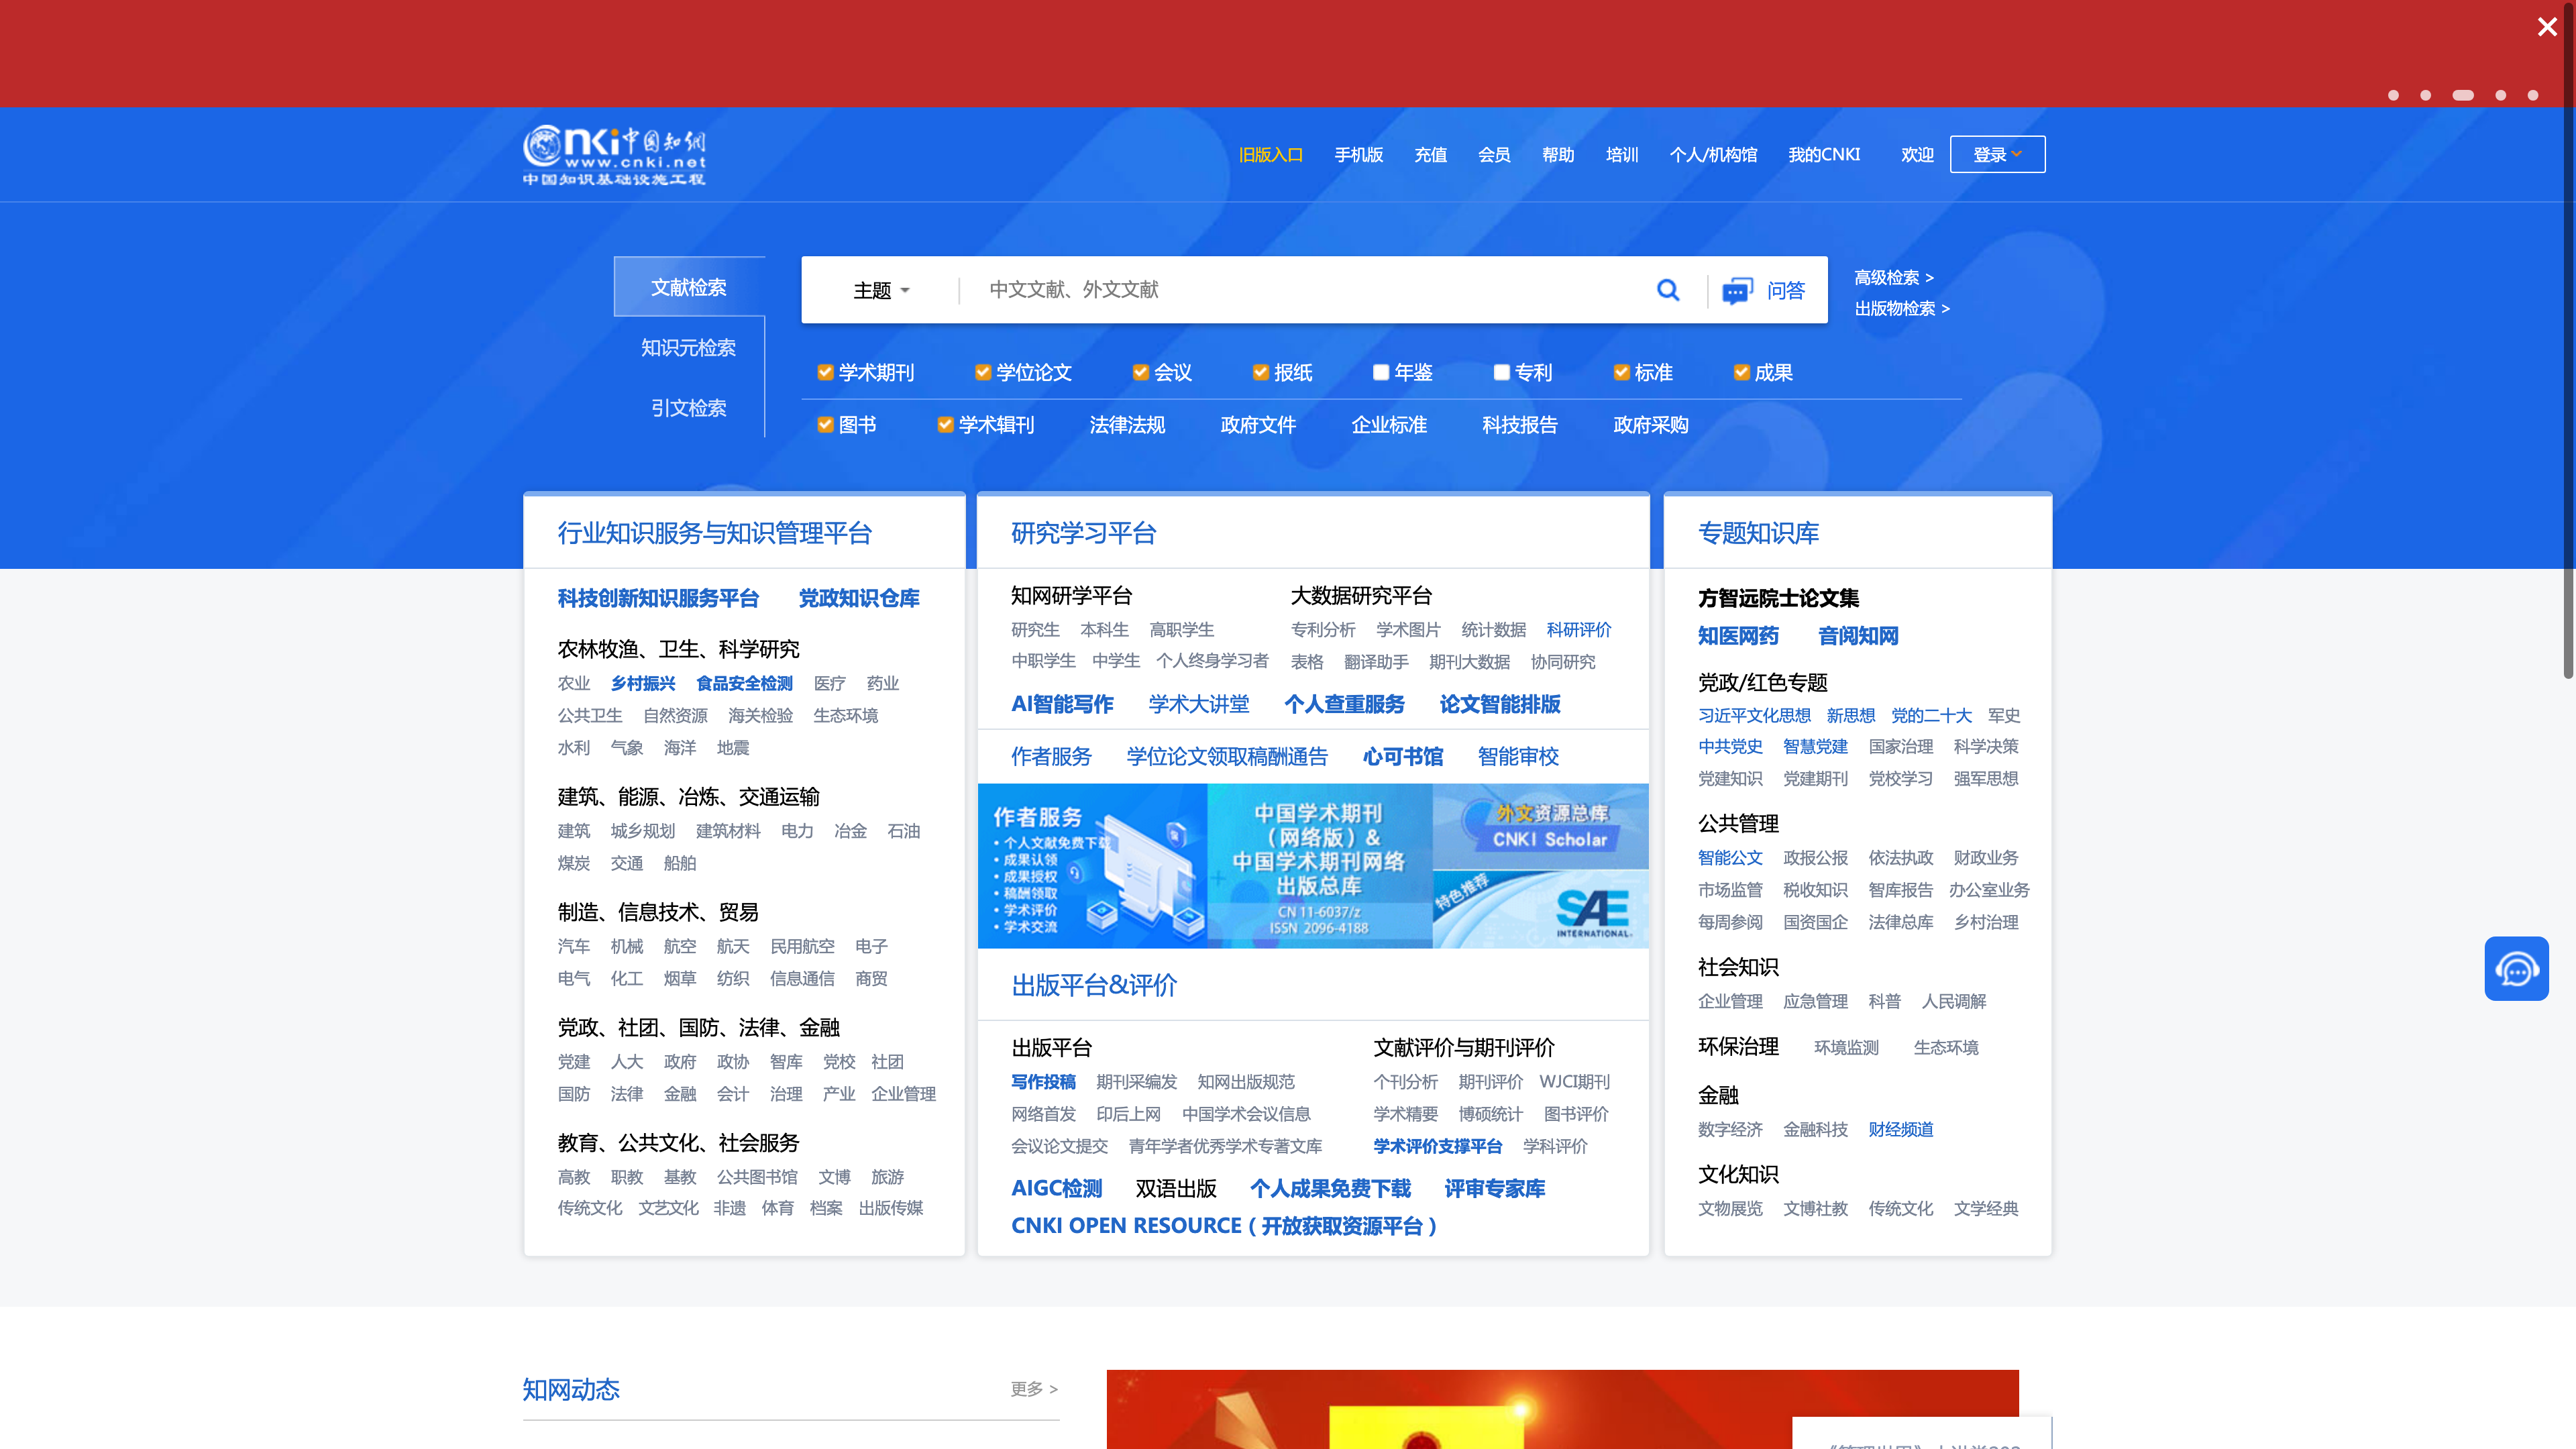 CNKI中国知网
www.cnki.net
中国知识基础设施工程
旧版入口 手机版 充值 会员 帮助 培训 个人/机构馆 我的CNKI 欢迎 登录
文献检索
知识元检索
引文检索
主题 中文文献、外文文献 问答
高级检索 >
出版物检索 >
学术期刊 学位论文 会议 报纸 年鉴 专利 标准 成果
图书 学术辑刊 法律法规 政府文件 企业标准 科技报告 政府采购
行业知识服务与知识管理平台
科技创新知识服务平台 党政知识仓库
农林牧渔、卫生、科学研究
农业 乡村振兴 食品安全检测 医疗 药业
公共卫生 自然资源 海关检验 生态环境
水利 气象 海洋 地震
建筑、能源、冶炼、交通运输
建筑 城乡规划 建筑材料 电力 冶金 石油
煤炭 交通 船舶
制造、信息技术、贸易
汽车 机械 航空 航天 民用航空 电子
电气 化工 烟草 纺织 信息通信 商贸
党政、社团、国防、法律、金融
党建 人大 政府 政协 智库 党校 社团
国防 法律 金融 会计 治理 产业 企业管理
教育、公共文化、社会服务
高教 职教 基教 公共图书馆 文博 旅游
传统文化 文艺文化 非遗 体育 档案 出版传媒
研究学习平台
知网研学平台
研究生 本科生 高职学生
中职学生 中学生 个人终身学习者
大数据研究平台
专利分析 学术图片 统计数据 科研评价
表格 翻译助手 期刊大数据 协同研究
AI智能写作 学术大讲堂 个人查重服务 论文智能排版
作者服务 学位论文领取稿酬通告 心可书馆 智能审校
作者服务
• 个人文献免费下载
• 成果认领
• 成果授权
• 稿酬领取
• 学术评价
• 学术交流
中国学术期刊
（网络版）&
中国学术期刊网络
出版总库
CN 11-6037/z
ISSN 2096-4188
外文资源总库
CNKI Scholar
特色推荐
SAE
INTERNATIONAL.
出版平台&评价
出版平台
写作投稿 期刊采编发 知网出版规范
网络首发 印后上网 中国学术会议信息
会议论文提交 青年学者优秀学术专著文库
文献评价与期刊评价
个刊分析 期刊评价 WJCI期刊
学术精要 博硕统计 图书评价
学术评价支撑平台 学科评价
AIGC检测 双语出版 个人成果免费下载 评审专家库
CNKI OPEN RESOURCE（开放获取资源平台）
专题知识库
方智远院士论文集
知医网药 音阅知网
党政/红色专题
习近平文化思想 新思想 党的二十大 军史
中共党史 智慧党建 国家治理 科学决策
党建知识 党建期刊 党校学习 强军思想
公共管理
智能公文 政报公报 依法执政 财政业务
市场监管 税收知识 智库报告 办公室业务
每周参阅 国资国企 法律总库 乡村治理
社会知识
企业管理 应急管理 科普 人民调解
环保治理 环境监测 生态环境
金融
数字经济 金融科技 财经频道
文化知识
文物展览 文博社教 传统文化 文学经典
知网动态 更多 >